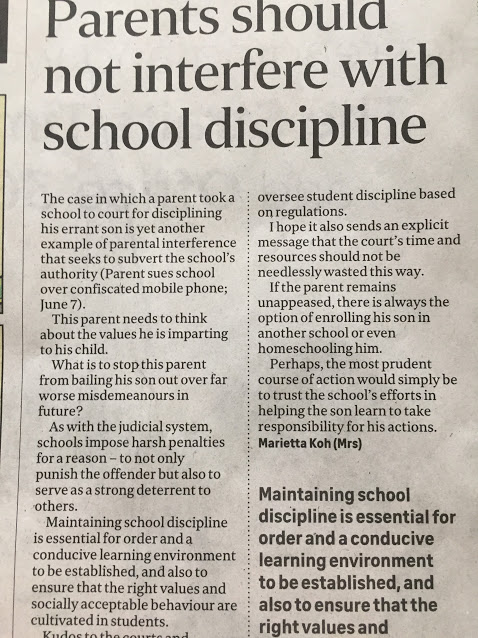 Parents should
not interfere with
school discipline
The case in which a parent took a
school to court for disciplining
his errant son is yet another
example of parental interference
that seeks to subvert the school's
authority (Parent sues school
over confiscated mobile phone;
June 7).
This parent needs to think
about the values he is imparting
to his child.
What is to stop this parent
from bailing his son out over far
worse misdemeanours in
future?
As with the judicial system,
schools impose harsh penalties
for a reason – to not only
punish the offender but also to
serve as a strong deterrent to
others.
Maintaining school discipline
is essential for order and a
conducive learning environment
to be established, and also to
ensure that the right values and
socially acceptable behaviour are
cultivated in students.
Kudos to the courts and
oversee student discipline based
on regulations.
I hope it also sends an explicit
message that the court's time and
resources should not be
needlessly wasted this way.
If the parent remains
unappeased, there is always the
option of enrolling his son in
another school or even
homeschooling him.
Perhaps, the most prudent
course of action would simply be
to trust the school's efforts in
helping the son learn to take
responsibility for his actions.
Marietta Koh (Mrs)
Maintaining school
discipline is essential for
order and a conducive
learning environment
to be established, and
also to ensure that the
right values and